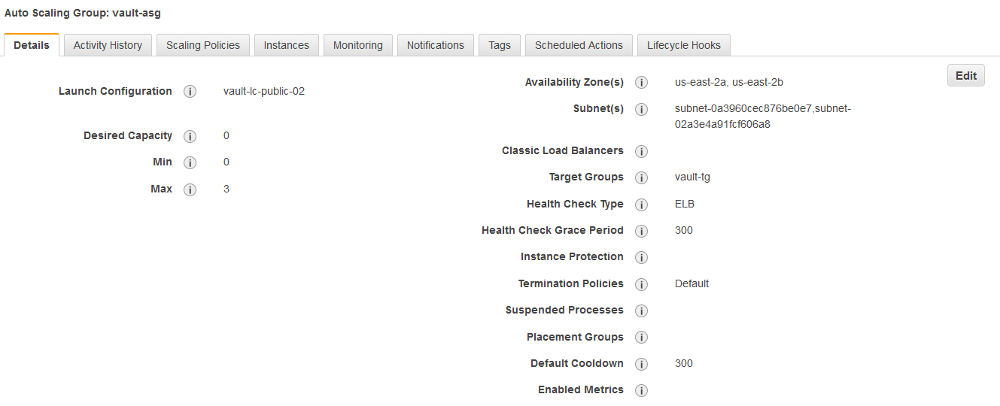 Auto Scaling Group: vault-asg
Details Activity History Scaling Policies Instances Monitoring Notifications Tags Scheduled Actions Lifecycle Hooks
Edit
Launch Configuration i vault-lc-public-02
Desired Capacity i 0
Min i 0
Max i 3
Availability Zone(s) i us-east-2a, us-east-2b
Subnet(s) i subnet-0a3960cec876be0e7,subnet-
02a3e4a91fcf606a8
Classic Load Balancers i
Target Groups i vault-tg
Health Check Type i ELB
Health Check Grace Period i 300
Instance Protection i
Termination Policies i Default
Suspended Processes i
Placement Groups i
Default Cooldown i 300
Enabled Metrics i